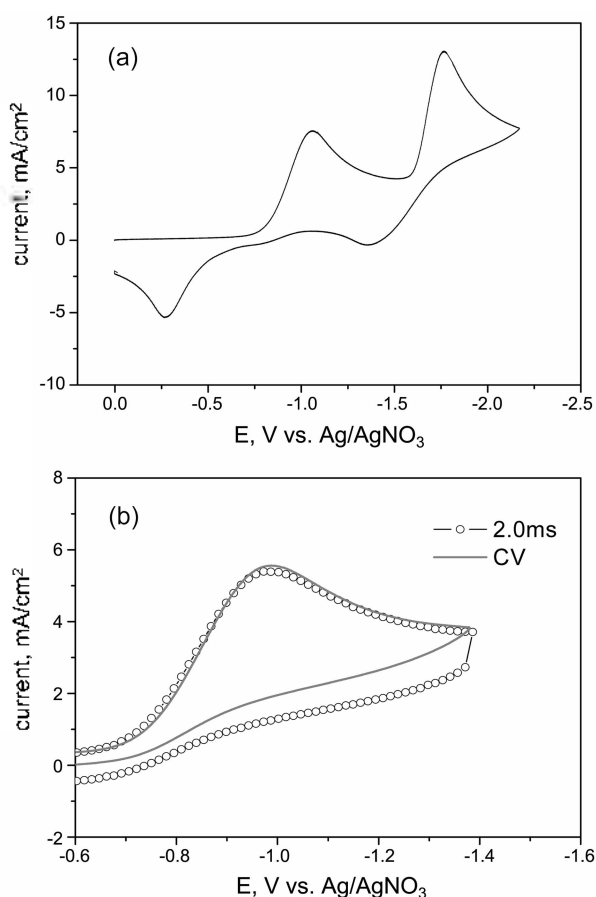 (a)
15
10
5
0
-5
-10
current, mA/cm²
0.0 -0.5 -1.0 -1.5 -2.0 -2.5
E, V vs. Ag/AgNO₃
(b)
8
6
4
2
0
-2
current, mA/cm²
2.0ms
CV
-0.6 -0.8 -1.0 -1.2 -1.4 -1.6
E, V vs. Ag/AgNO₃